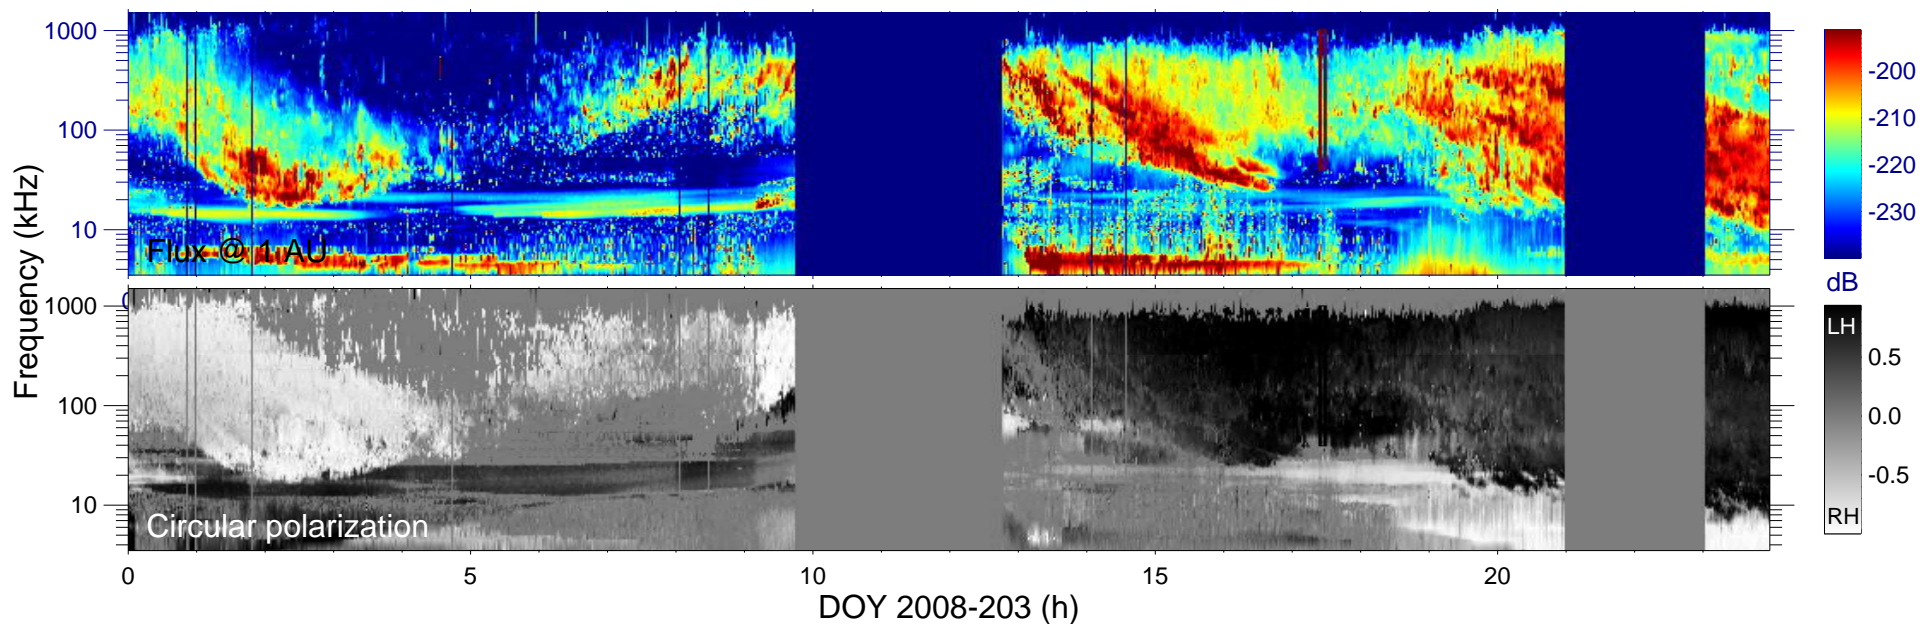 1000
100
10
Flux @ 1 AU
-200
-210
-220
-230
dB
0
Frequency (kHz)
1000
100
10
Circular polarization
LH
0.5
0.0
-0.5
RH
0 5 10 15 20
DOY 2008-203 (h)